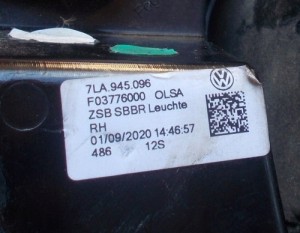 7LA.945.096
F03776000 OLSA
ZSB SBBR Leuchte
RH
01/09/2020 14:46:57
486 12S